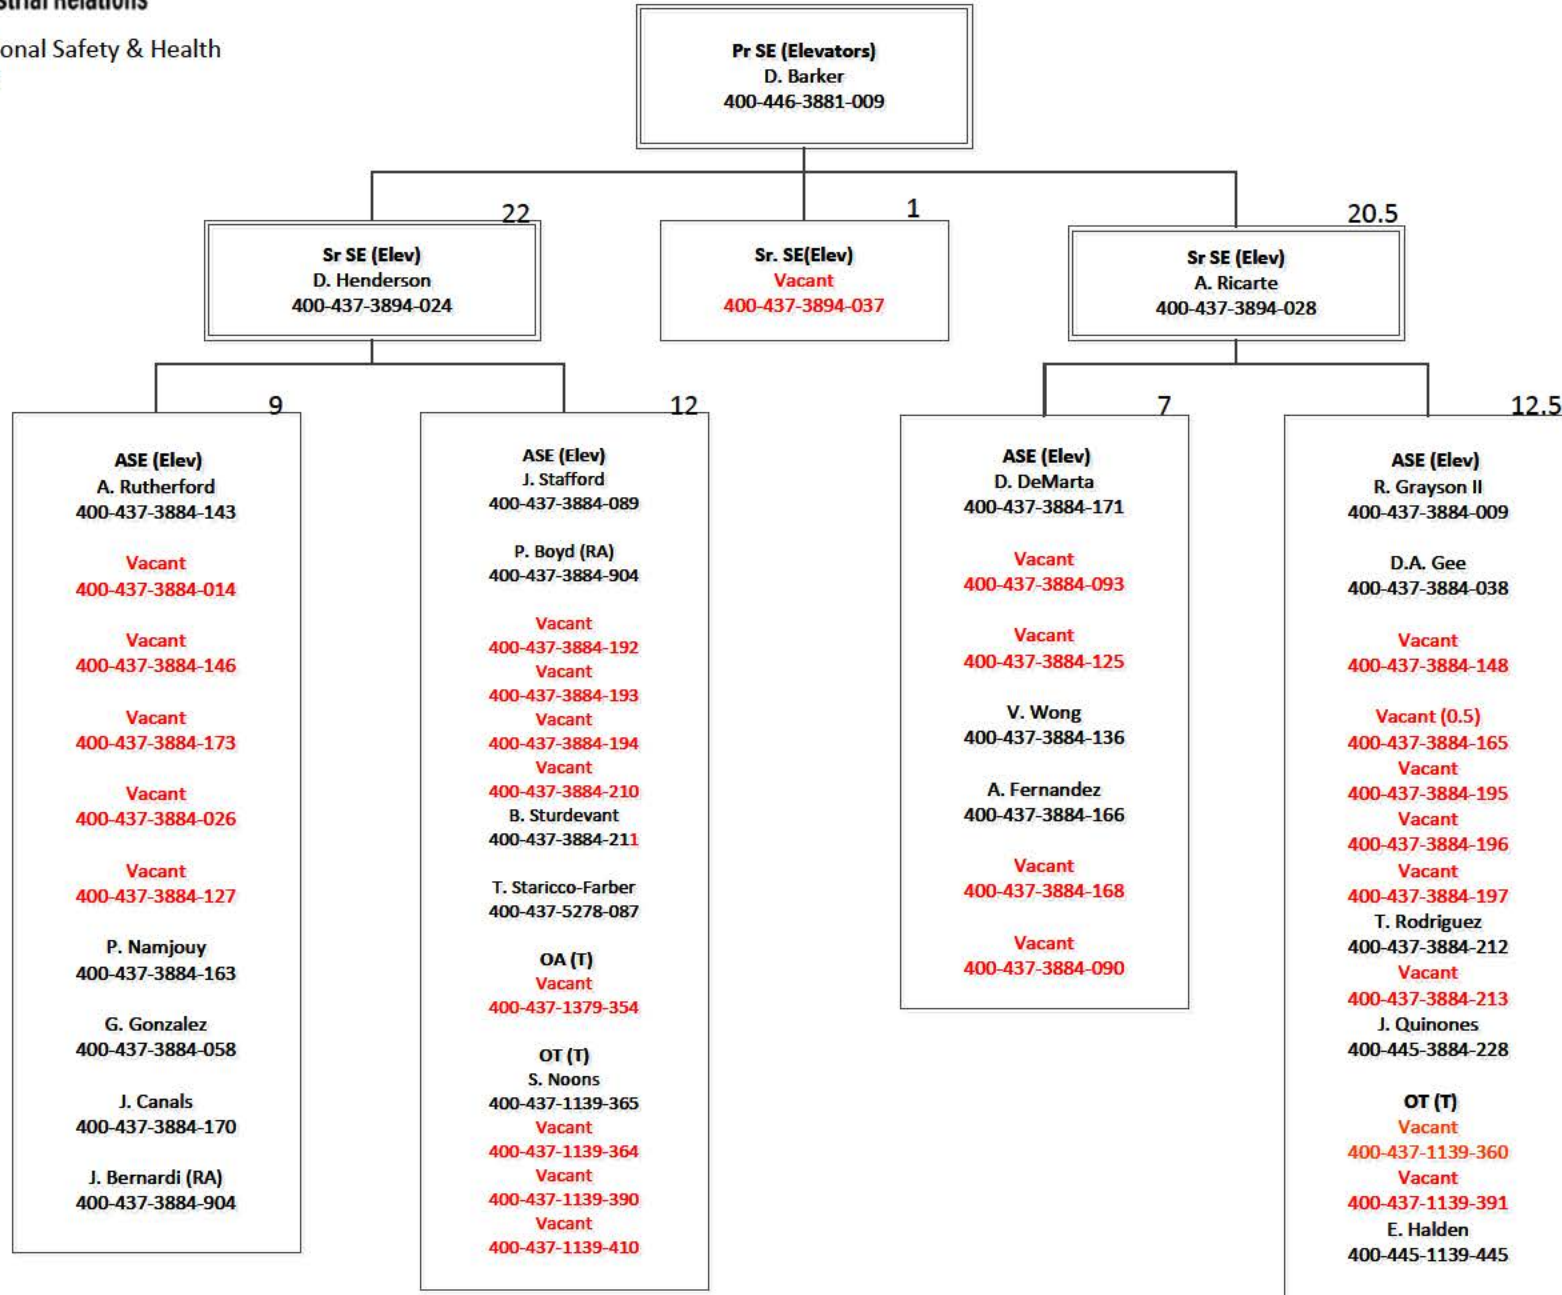 strial Relations
onal Safety & Health
Pr SE (Elevators)
D. Barker
400-446-3881-009
22
Sr SE (Elev)
D. Henderson
400-437-3894-024
1
Sr. SE(Elev)
Vacant
400-437-3894-037
20.5
Sr SE (Elev)
A. Ricarte
400-437-3894-028
9
ASE (Elev)
A. Rutherford
400-437-3884-143
Vacant
400-437-3884-014
Vacant
400-437-3884-146
Vacant
400-437-3884-173
Vacant
400-437-3884-026
Vacant
400-437-3884-127
P. Namjouy
400-437-3884-163
G. Gonzalez
400-437-3884-058
J. Canals
400-437-3884-170
J. Bernardi (RA)
400-437-3884-904
12
ASE (Elev)
J. Stafford
400-437-3884-089
P. Boyd (RA)
400-437-3884-904
Vacant
400-437-3884-192
Vacant
400-437-3884-193
Vacant
400-437-3884-194
Vacant
400-437-3884-210
B. Sturdevant
400-437-3884-211
T. Staricco-Farber
400-437-5278-087
OA (T)
Vacant
400-437-1379-354
OT (T)
S. Noons
400-437-1139-365
Vacant
400-437-1139-364
Vacant
400-437-1139-390
Vacant
400-437-1139-410
7
ASE (Elev)
D. DeMarta
400-437-3884-171
Vacant
400-437-3884-093
Vacant
400-437-3884-125
V. Wong
400-437-3884-136
A. Fernandez
400-437-3884-166
Vacant
400-437-3884-168
Vacant
400-437-3884-090
12.5
ASE (Elev)
R. Grayson II
400-437-3884-009
D.A. Gee
400-437-3884-038
Vacant
400-437-3884-148
Vacant (0.5)
400-437-3884-165
Vacant
400-437-3884-195
Vacant
400-437-3884-196
Vacant
400-437-3884-197
T. Rodriguez
400-437-3884-212
Vacant
400-437-3884-213
J. Quinones
400-445-3884-228
OT (T)
Vacant
400-437-1139-360
Vacant
400-437-1139-391
E. Halden
400-445-1139-445